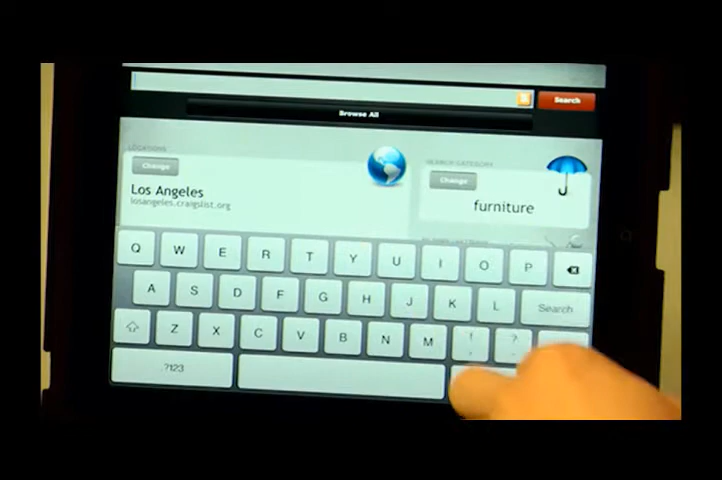 Search
Browse All
LOCATIONS
Change
Los Angeles
losangeles.craigslist.org
SEARCH CATEGORY
Change
furniture
Q W E R T Y U I O P
A S D F G H J K L Search
Z X C V B N M ! , ? .
.?123